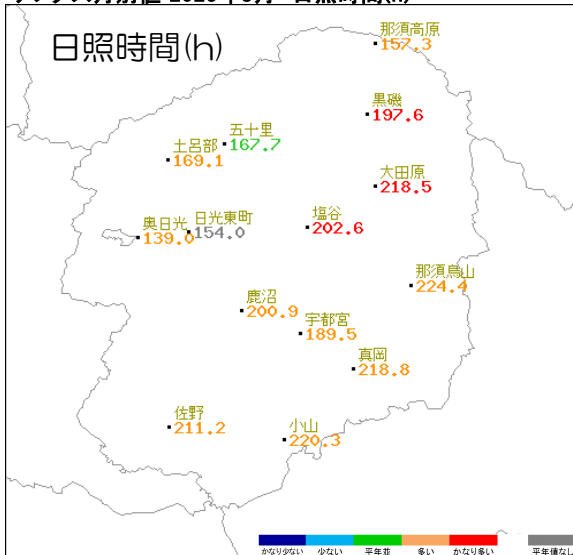 日照時間(h)
那須高原
157.3
黒磯
197.6
五十里
167.7
土呂部
169.1
大田原
218.5
塩谷
202.6
日光東町
154.0
奥日光
139.0
那須烏山
224.4
鹿沼
200.9
宇都宮
189.5
真岡
218.8
佐野
211.2
小山
220.3
かなり少ない 少ない 平年並 多い かなり多い 平年値なし